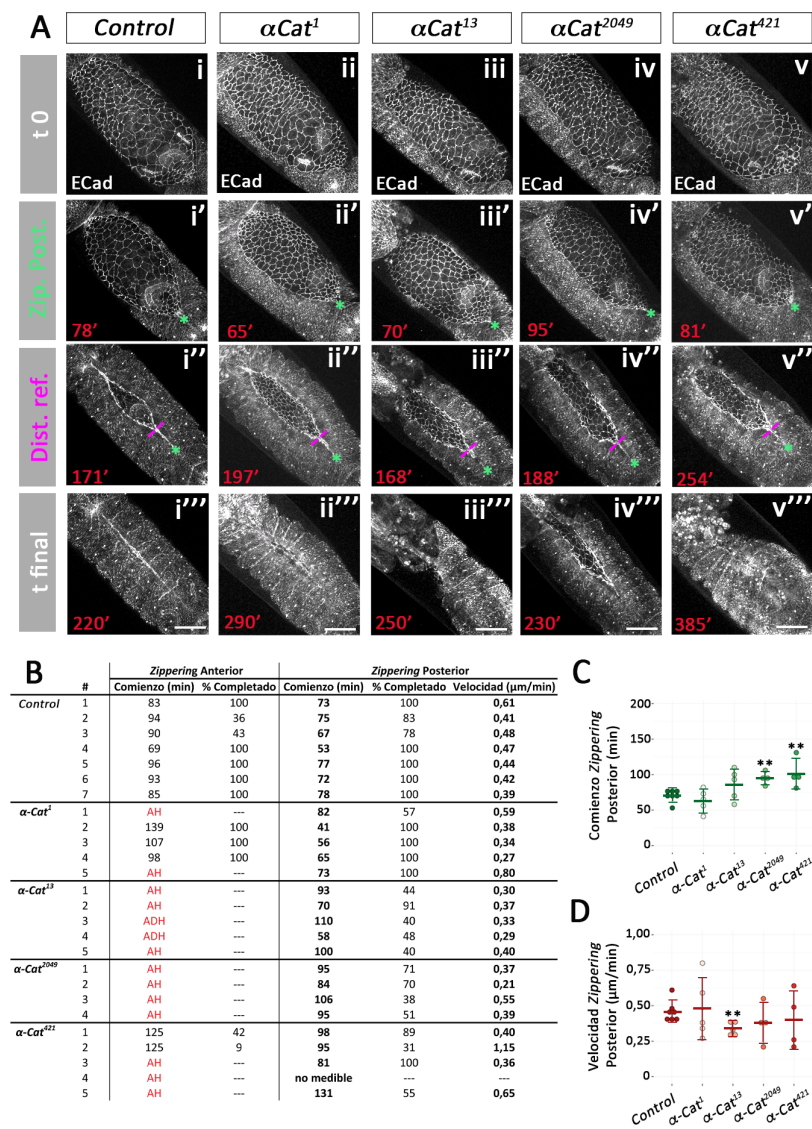 A
Control
αCat¹
αCat¹³
αCat²⁰⁴⁹
αCat⁴²¹
t 0
i
ii
iii
iv
v
ECad
ECad
ECad
ECad
ECad
Zip. Post.
i'
ii'
iii'
iv'
v'
*
*
*
*
*
78'
65'
70'
95'
81'
Dist. ref.
i''
ii''
iii''
iv''
v''
*
*
*
*
*
171'
197'
168'
188'
254'
t final
i'''
ii'''
iii'''
iv'''
v'''
220'
290'
250'
230'
385'
B
Zippering Anterior Zippering Posterior
# Comienzo (min) % Completado Comienzo (min) % Completado Velocidad (μm/min)
Control 1 83 100 73 100 0,61
2 94 36 75 83 0,41
3 90 43 67 78 0,48
4 69 100 53 100 0,47
5 96 100 77 100 0,44
6 93 100 72 100 0,42
7 85 100 78 100 0,39
α-Cat¹ 1 AH --- 82 57 0,59
2 139 100 41 100 0,38
3 107 100 56 100 0,34
4 98 100 65 100 0,27
5 AH --- 73 100 0,80
α-Cat¹³ 1 AH --- 93 44 0,30
2 AH --- 70 91 0,37
3 ADH --- 110 40 0,33
4 ADH --- 58 48 0,29
5 AH --- 100 40 0,40
α-Cat²⁰⁴⁹ 1 AH --- 95 71 0,37
2 AH --- 84 70 0,21
3 AH --- 106 38 0,55
4 AH --- 95 51 0,39
α-Cat⁴²¹ 1 125 42 98 89 0,40
2 125 9 95 31 1,15
3 AH --- 81 100 0,36
4 AH --- no medible --- ---
5 AH --- 131 55 0,65
C
Comienzo Zippering
Posterior (min)
200
150
100
50
0
**
**
Control
α-Cat¹
α-Cat¹³
α-Cat²⁰⁴⁹
α-Cat⁴²¹
D
Velocidad Zippering
Posterior (μm/min)
1,00
0,75
0,50
0,25
0
**
Control
α-Cat¹
α-Cat¹³
α-Cat²⁰⁴⁹
α-Cat⁴²¹